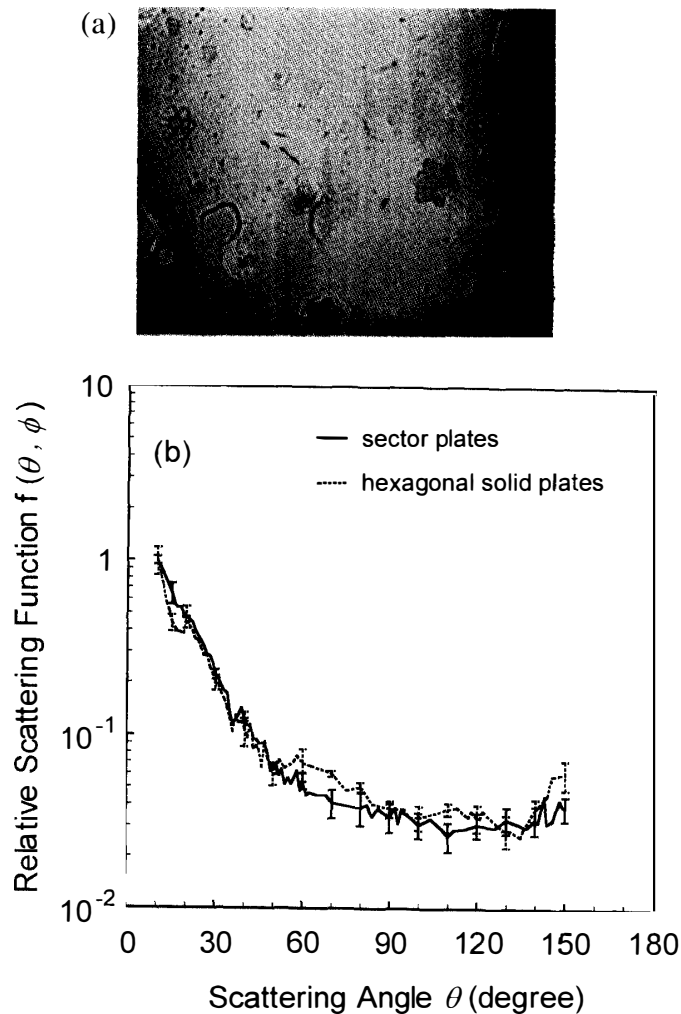 (a)
10
1
10⁻¹
10⁻²
(b)
sector plates
hexagonal solid plates
Relative Scattering Function f (θ, ϕ)
0 30 60 90 120 150 180
Scattering Angle θ (degree)